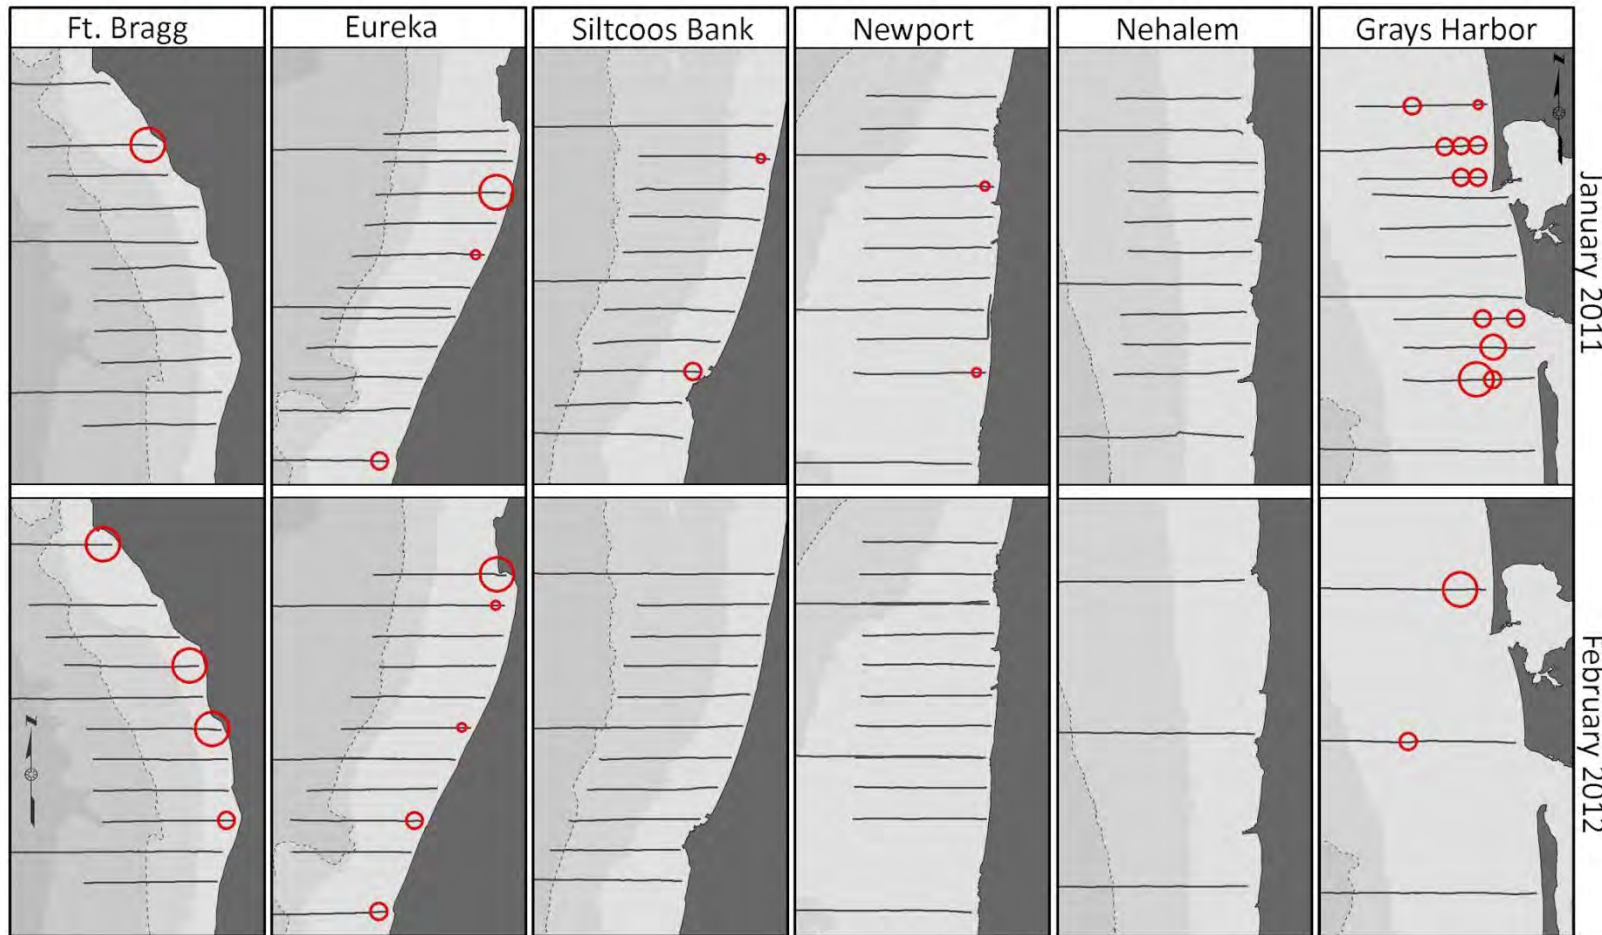 Ft. Bragg
Eureka
Siltcoos Bank
Newport
Nehalem
Grays Harbor
N
January 2011
February 2012
N